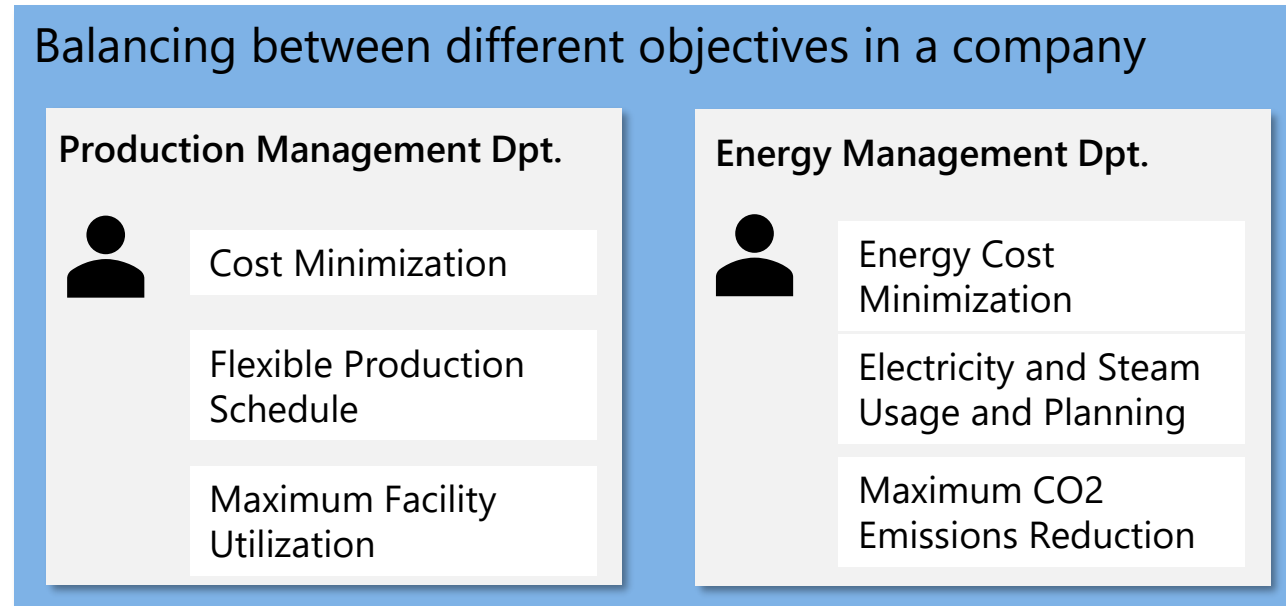 Balancing between different objectives in a company
Production Management Dpt.
Cost Minimization
Flexible Production
Schedule
Maximum Facility
Utilization
Energy Management Dpt.
Energy Cost
Minimization
Electricity and Steam
Usage and Planning
Maximum CO2
Emissions Reduction